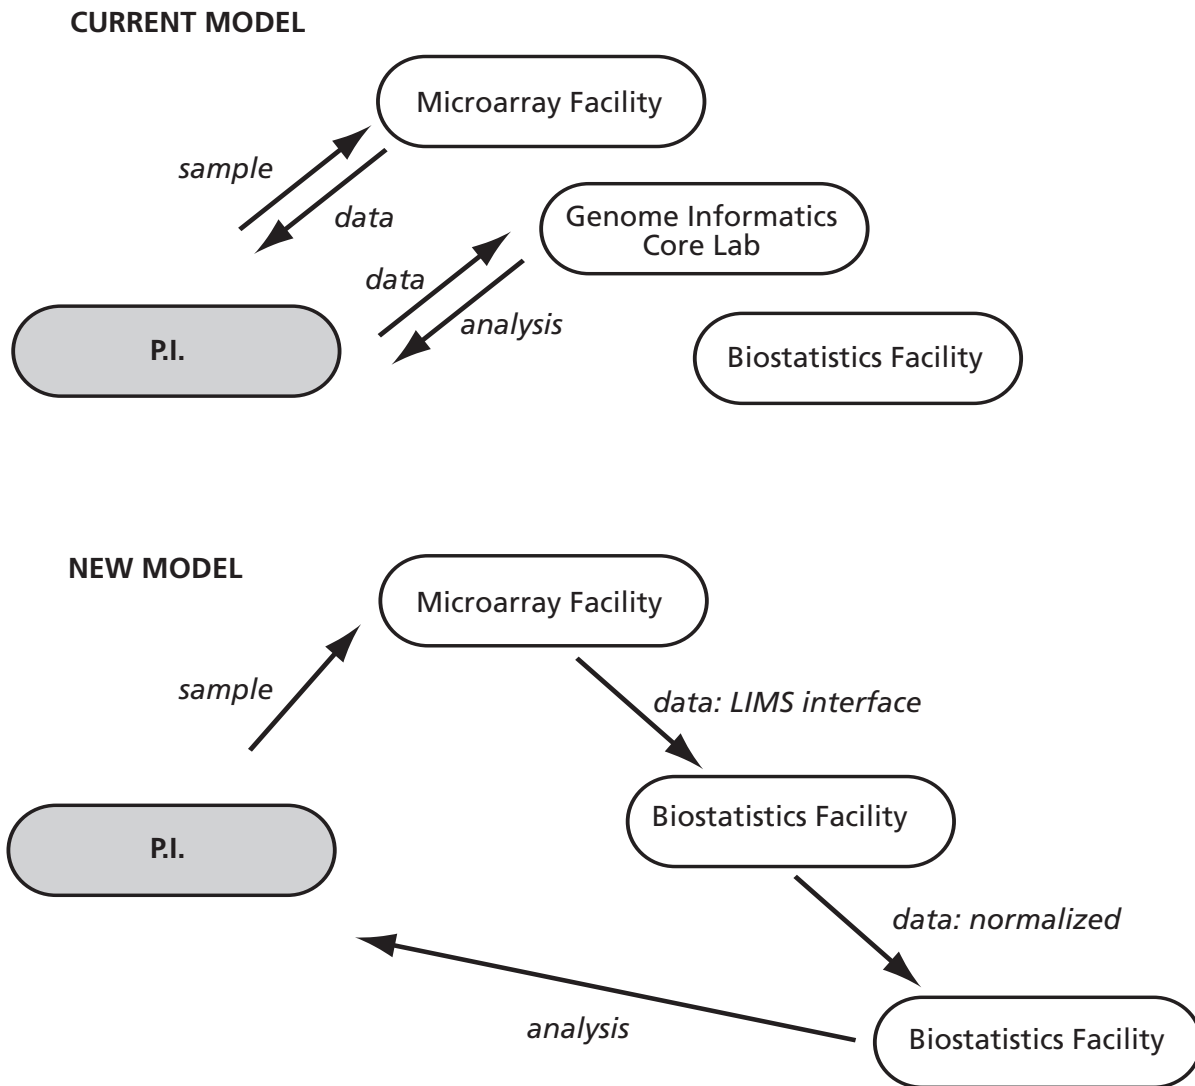 CURRENT MODEL
Microarray Facility
sample
data
Genome Informatics
Core Lab
data
analysis
P.I.
Biostatistics Facility
NEW MODEL
Microarray Facility
sample
data: LIMS interface
Biostatistics Facility
P.I.
data: normalized
analysis
Biostatistics Facility